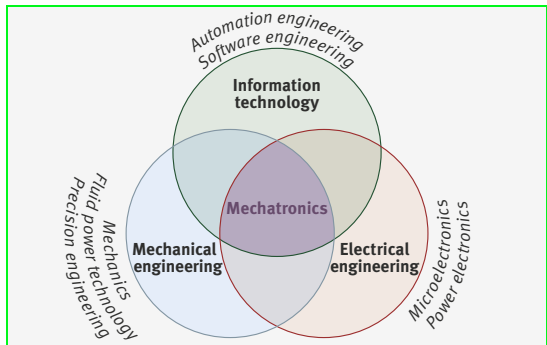 Automation engineering
Software engineering
Information
technology
Mechatronics
Mechanical
engineering
Electrical
engineering
Mechanics
Fluid power technology
Precision engineering
Microelectronics
Power electronics